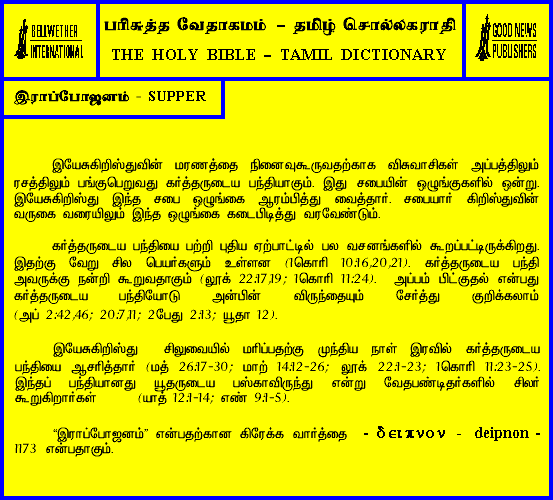 BELLWETHER
INTERNATIONAL
பரிசுத்த வேதாகமம் – தமிழ் சொல்லகராதி
THE HOLY BIBLE – TAMIL DICTIONARY
GOOD NEWS
PUBLISHERS
இராப்போஜனம் - SUPPER
இயேசுகிறிஸ்துவின் மரணத்தை நினைவுகூருவதற்காக விசுவாசிகள் அப்பத்திலும்
ரசத்திலும் பங்குபெறுவது கர்த்தருடைய பந்தியாகும். இது சபையின் ஒழுங்குகளில் ஒன்று.
இயேசுகிறிஸ்து இந்த சபை ஒழுங்கை ஆரம்பித்து வைத்தார். சபையார் கிறிஸ்துவின்
வருகை வரையிலும் இந்த ஒழுங்கை கடைபிடித்து வரவேண்டும்.
கர்த்தருடைய பந்தியை பற்றி புதிய ஏற்பாட்டில் பல வசனங்களில் கூறப்பட்டிருக்கிறது.
இதற்கு வேறு சில பெயர்களும் உள்ளன (1கொரி 10:16,20,21). கர்த்தருடைய பந்தி
அவருக்கு நன்றி கூறுவதாகும் (லூக் 22:17,19; 1கொரி 11:24). அப்பம் பிட்குதல் என்பது
கர்த்தருடைய பந்தியோடு அன்பின் விருந்தையும் சேர்த்து குறிக்கலாம்
(அப் 2:42,46; 20:7,11; 2பேது 2:13; யூதா 12).
இயேசுகிறிஸ்து சிலுவையில் மரிப்பதற்கு முந்திய நாள் இரவில் கர்த்தருடைய
பந்தியை ஆசரித்தார் (மத் 26:17-30; மாற் 14:12-26; லூக் 22:1-23; 1கொரி 11:23-25).
இந்தப் பந்தியானது யூதருடைய பஸ்காவிருந்து என்று வேதபண்டிதர்களில் சிலர்
கூறுகிறார்கள் (யாத் 12:1-14; எண் 9:1-5).
“இராப்போஜனம்” என்பதற்கான கிரேக்க வார்த்தை - δειπνον - deipnon -
1173 என்பதாகும்.